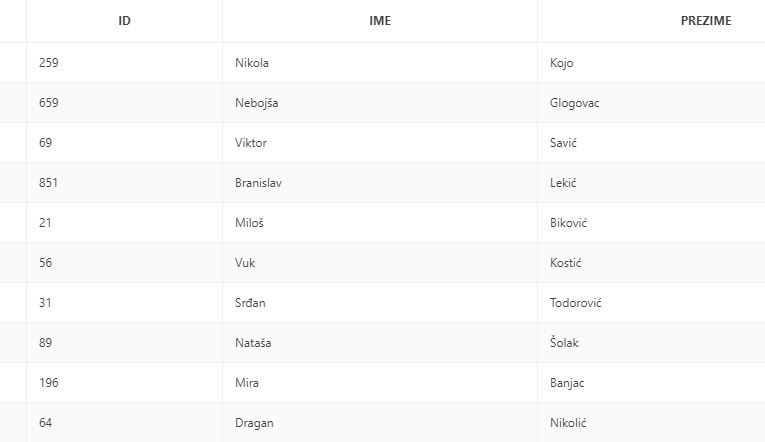 ID IME PREZIME
259 Nikola Kojo
659 Nebojša Glogovac
69 Viktor Savić
851 Branislav Lekić
21 Miloš Biković
56 Vuk Kostić
31 Srđan Todorović
89 Nataša Šolak
196 Mira Banjac
64 Dragan Nikolić